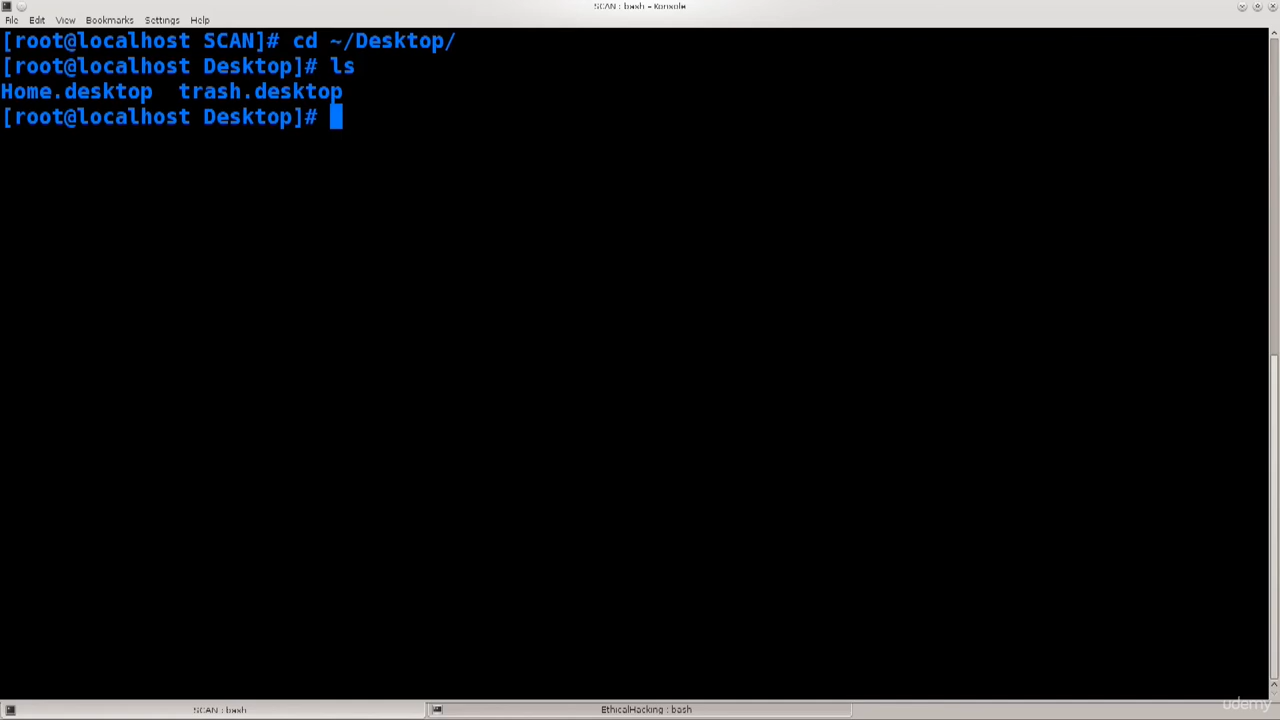 SCAN : bash – Konsole
File Edit View Bookmarks Settings Help
[root@localhost SCAN]# cd ~/Desktop/
[root@localhost Desktop]# ls
Home.desktop  trash.desktop
[root@localhost Desktop]#
SCAN : bash
EthicalHacking : bash
udemy